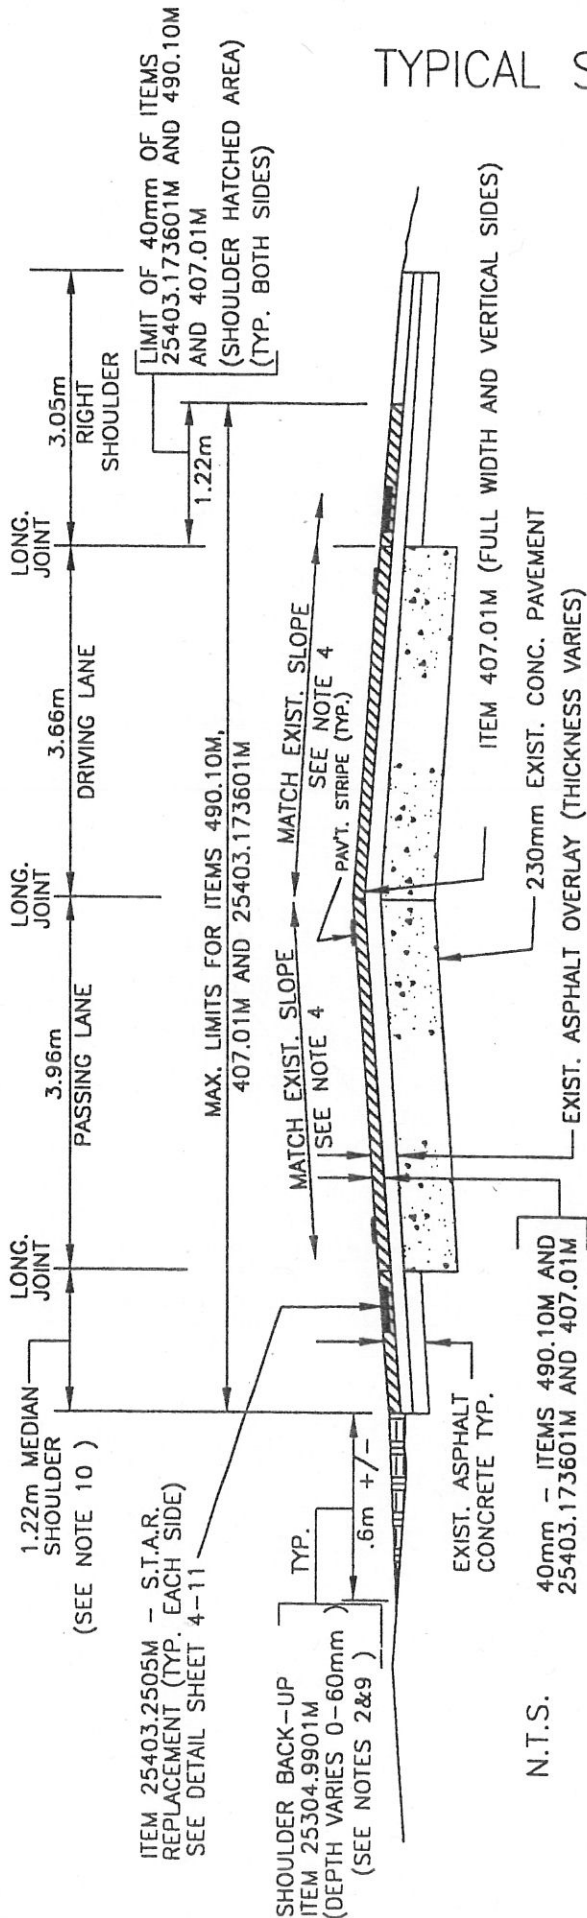 TYPICAL S
LONG.
JOINT
LONG.
JOINT
LONG.
JOINT
1.22m MEDIAN
SHOULDER
(SEE NOTE 10 )
3.96m
PASSING LANE
3.66m
DRIVING LANE
3.05m
RIGHT
SHOULDER
LIMIT OF 40mm OF ITEMS
25403.173601M AND 490.10M
AND 407.01M
(SHOULDER HATCHED AREA)
(TYP. BOTH SIDES)
1.22m
MAX. LIMITS FOR ITEMS 490.10M,
407.01M AND 25403.173601M
ITEM 25403.2505M – S.T.A.R.
REPLACEMENT (TYP. EACH SIDE)
SEE DETAIL SHEET 4-11
MATCH EXIST. SLOPE
SEE NOTE 4
MATCH EXIST. SLOPE
SEE NOTE 4
PAV'T. STRIPE (TYP.)
SHOULDER BACK-UP
ITEM 25304.9901M
(DEPTH VARIES 0-60mm )
(SEE NOTES 2&9 )
TYP.
.6m +/-
EXIST. ASPHALT
CONCRETE TYP.
ITEM 407.01M (FULL WIDTH AND VERTICAL SIDES)
230mm EXIST. CONC. PAVEMENT
EXIST. ASPHALT OVERLAY (THICKNESS VARIES)
40mm – ITEMS 490.10M AND
25403.173601M AND 407.01M
N.T.S.